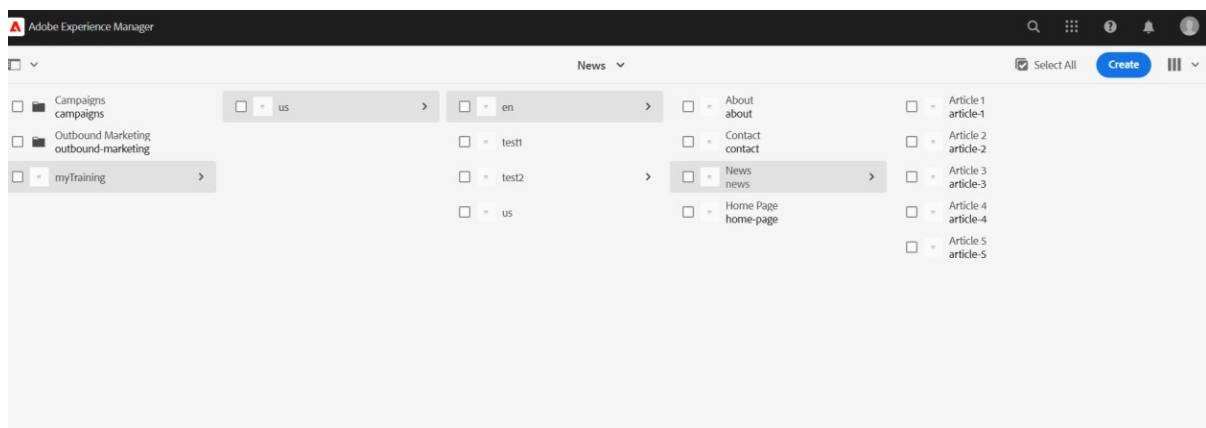 Adobe Experience Manager
News
Select All
Create
Campaigns
campaigns
Outbound Marketing
outbound-marketing
myTraining
us
en
test1
test2
us
About
about
Contact
contact
News
news
Home Page
home-page
Article 1
article-1
Article 2
article-2
Article 3
article-3
Article 4
article-4
Article 5
article-5